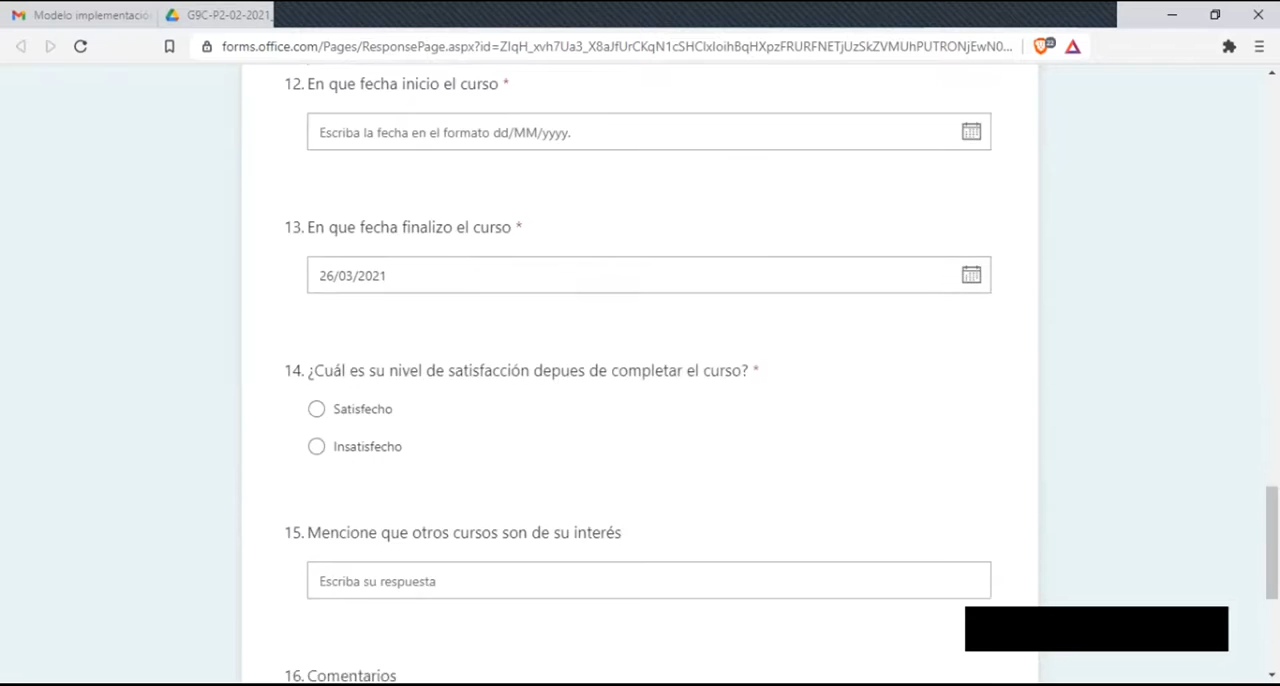 Modelo implementació
G9C-P2-02-2021_
forms.office.com/Pages/ResponsePage.aspx?id=ZIqH_xvh7Ua3_X8aJfUrCKqN1cSHCIxIoihBqHXpzFRURFNETjUzSkZVMUhPUTRONjEwN0...
22
12. En que fecha inicio el curso *
Escriba la fecha en el formato dd/MM/yyyy.
13. En que fecha finalizo el curso *
26/03/2021
14. ¿Cuál es su nivel de satisfacción depues de completar el curso? *
Satisfecho
Insatisfecho
15. Mencione que otros cursos son de su interés
Escriba su respuesta
16. Comentarios